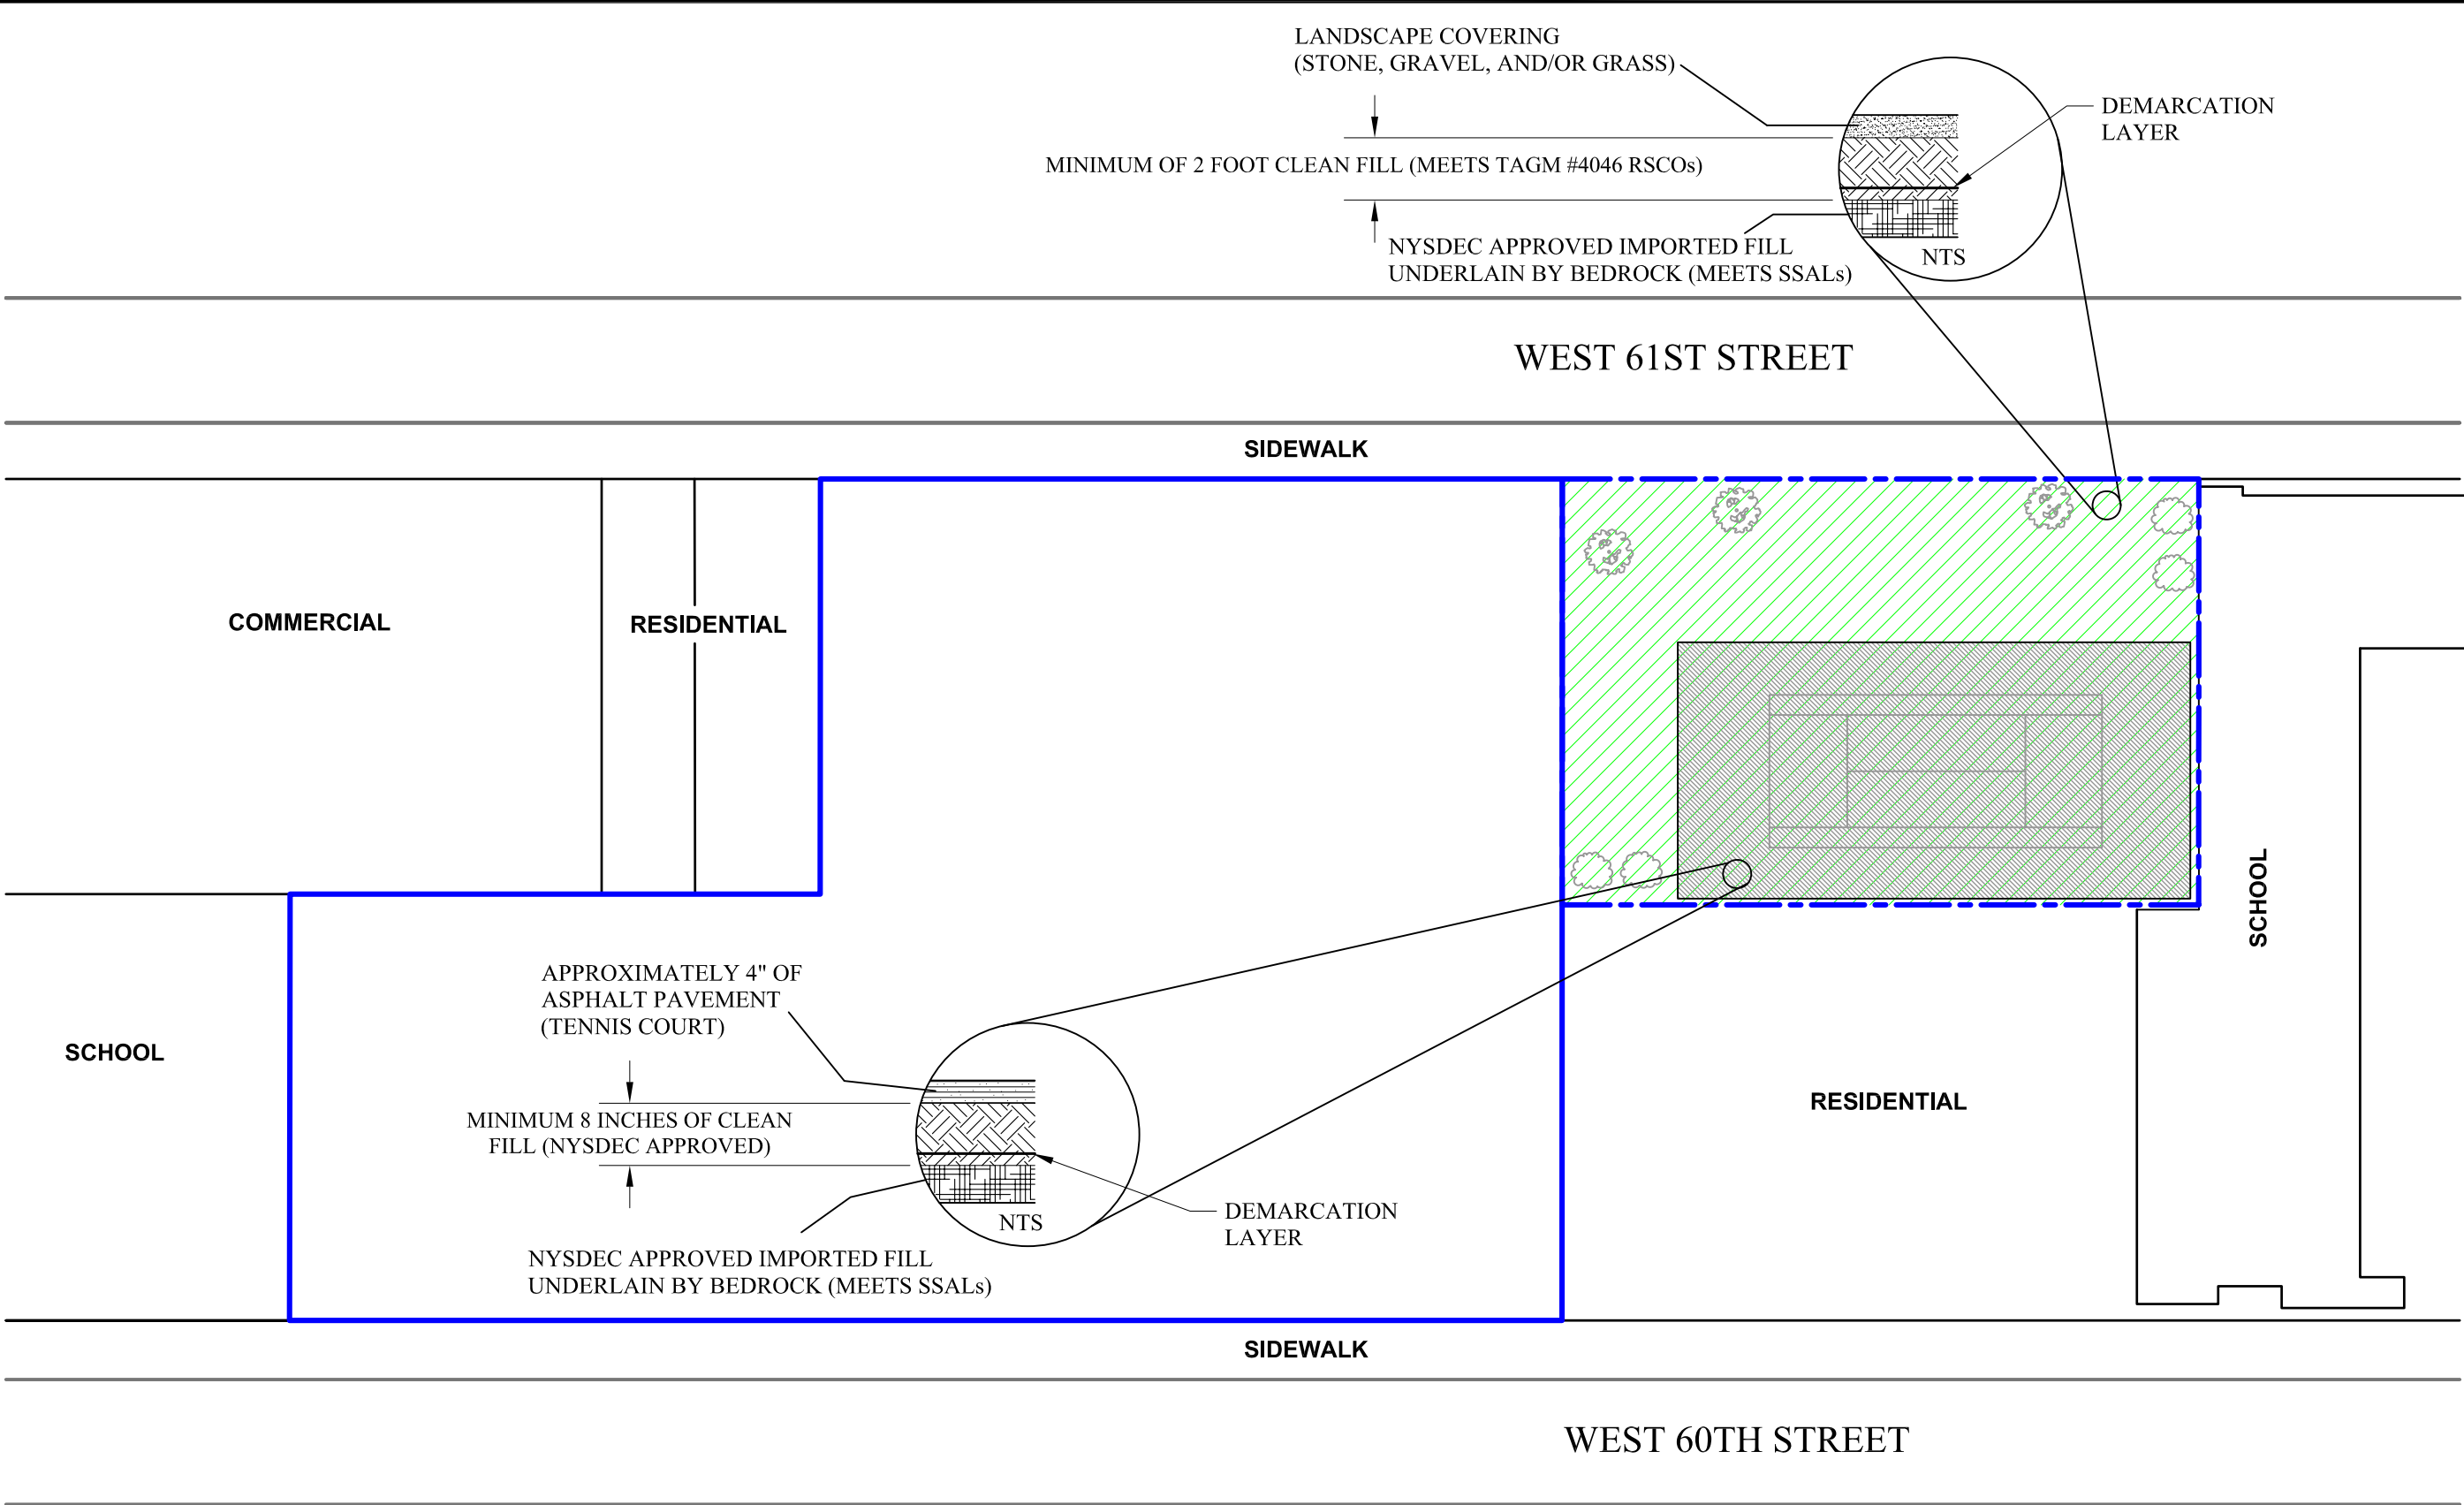 LANDSCAPE COVERING
(STONE, GRAVEL, AND/OR GRASS)
DEMARCATION
LAYER
MINIMUM OF 2 FOOT CLEAN FILL (MEETS TAGM #4046 RSCOs)
NYSDEC APPROVED IMPORTED FILL
UNDERLAIN BY BEDROCK (MEETS SSALs)
NTS
WEST 61ST STREET
SIDEWALK
COMMERCIAL
RESIDENTIAL
SCHOOL
APPROXIMATELY 4" OF
ASPHALT PAVEMENT
(TENNIS COURT)
SCHOOL
MINIMUM 8 INCHES OF CLEAN
FILL (NYSDEC APPROVED)
RESIDENTIAL
NTS
DEMARCATION
LAYER
NYSDEC APPROVED IMPORTED FILL
UNDERLAIN BY BEDROCK (MEETS SSALs)
SIDEWALK
WEST 60TH STREET